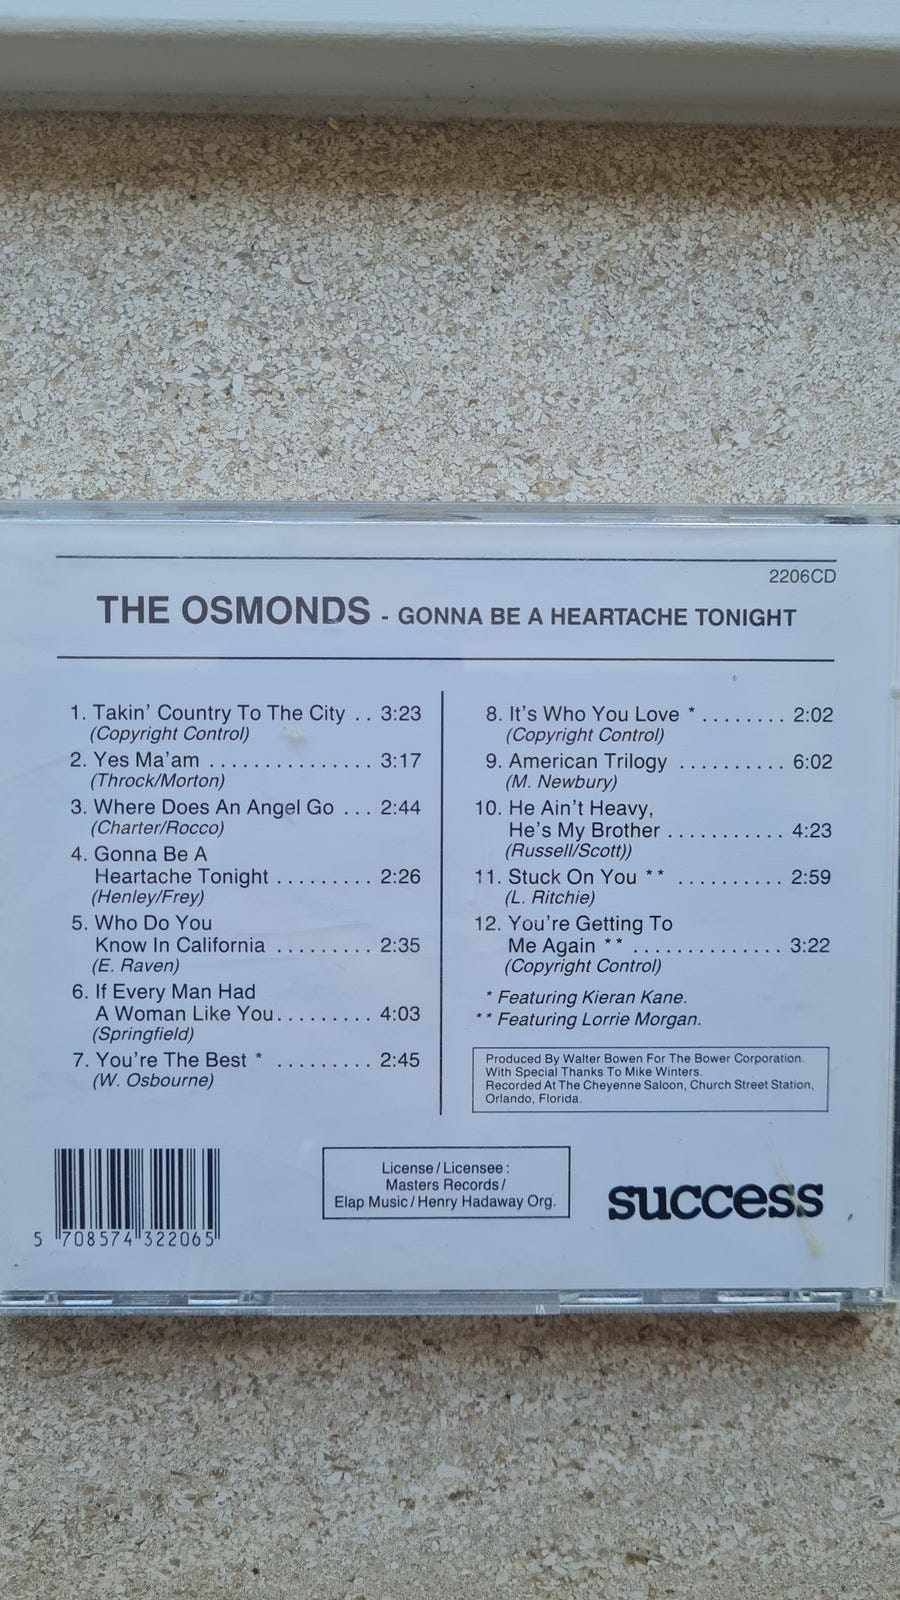 2206CD
THE OSMONDS - GONNA BE A HEARTACHE TONIGHT
1. Takin' Country To The City . . 3:23
(Copyright Control)
2. Yes Ma'am . . . . . . . . . . . . . . . 3:17
(Throck/Morton)
3. Where Does An Angel Go . . . 2:44
(Charter/Rocco)
4. Gonna Be A
Heartache Tonight . . . . . . . . . 2:26
(Henley/Frey)
5. Who Do You
Know In California . . . . . . . . . 2:35
(E. Raven)
6. If Every Man Had
A Woman Like You. . . . . . . . . 4:03
(Springfield)
7. You're The Best * . . . . . . . . . 2:45
(W. Osbourne)
8. It's Who You Love * . . . . . . . . 2:02
(Copyright Control)
9. American Trilogy . . . . . . . . . . 6:02
(M. Newbury)
10. He Ain't Heavy,
He's My Brother . . . . . . . . . . . 4:23
(Russell/Scott))
11. Stuck On You ** . . . . . . . . . . 2:59
(L. Ritchie)
12. You're Getting To
Me Again ** . . . . . . . . . . . . . . 3:22
(Copyright Control)
* Featuring Kieran Kane.
** Featuring Lorrie Morgan.
Produced By Walter Bowen For The Bower Corporation.
With Special Thanks To Mike Winters.
Recorded At The Cheyenne Saloon, Church Street Station,
Orlando, Florida.
License / Licensee :
Masters Records /
Elap Music / Henry Hadaway Org.
success
5 708574 322065